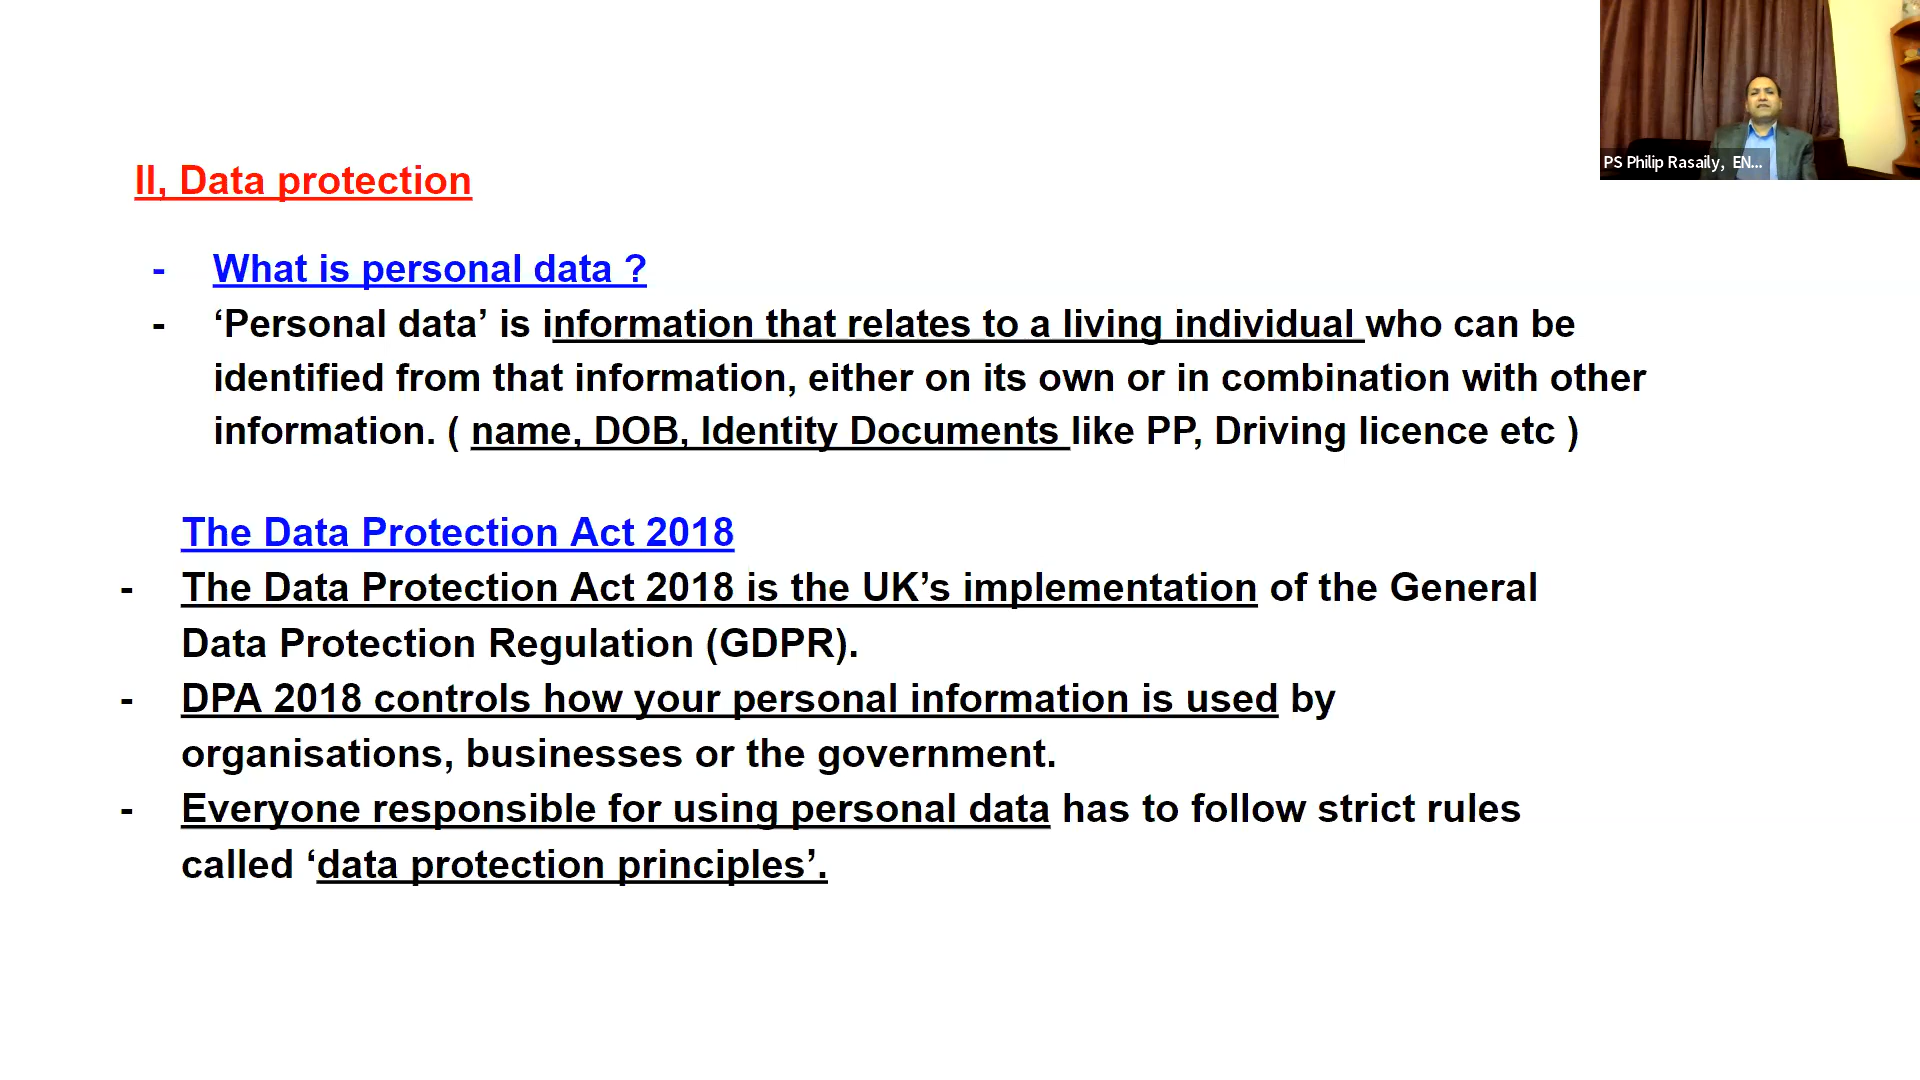 PS Philip Rasaily, EN...
II, Data protection
- What is personal data ?
- ‘Personal data’ is information that relates to a living individual who can be
identified from that information, either on its own or in combination with other
information. ( name, DOB, Identity Documents like PP, Driving licence etc )
The Data Protection Act 2018
- The Data Protection Act 2018 is the UK’s implementation of the General
Data Protection Regulation (GDPR).
- DPA 2018 controls how your personal information is used by
organisations, businesses or the government.
- Everyone responsible for using personal data has to follow strict rules
called ‘data protection principles’.